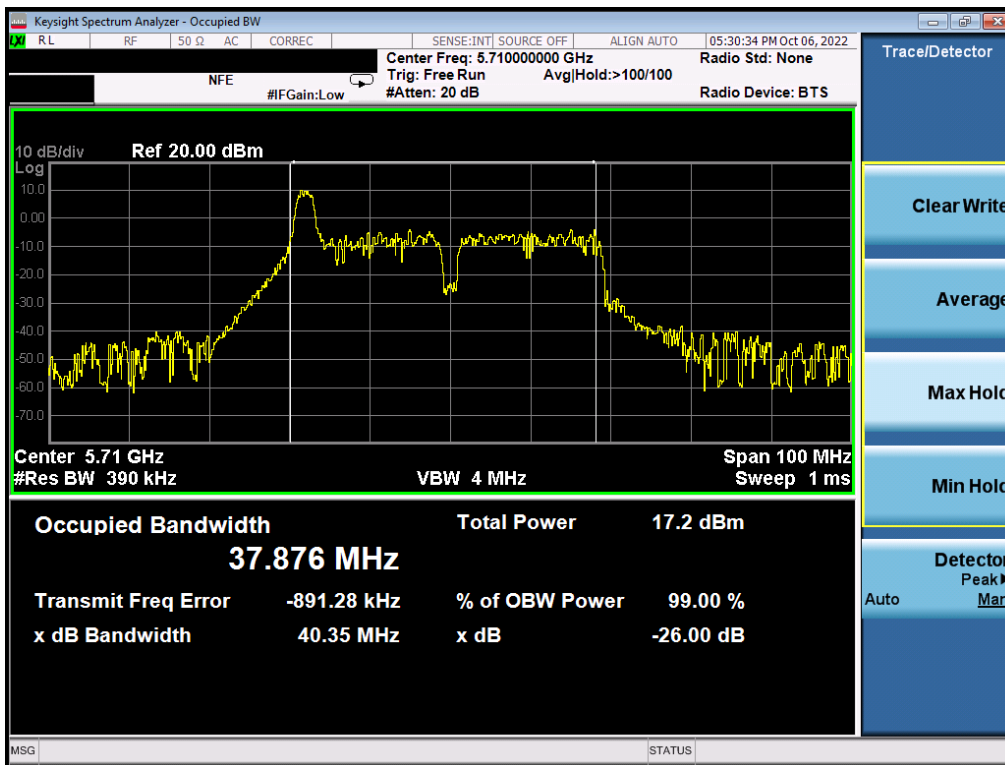 Keysight Spectrum Analyzer - Occupied BW
LXI RL RF 50 Ω AC CORREC SENSE:INT SOURCE OFF ALIGN AUTO 05:30:34 PM Oct 06, 2022
Center Freq: 5.710000000 GHz Radio Std: None
NFE Trig: Free Run Avg|Hold:>100/100
#IFGain:Low #Atten: 20 dB Radio Device: BTS
Trace/Detector
10 dB/div Ref 20.00 dBm
Log
10.0
0.00
-10.0
-20.0
-30.0
-40.0
-50.0
-60.0
-70.0
Center 5.71 GHz Span 100 MHz
#Res BW 390 kHz VBW 4 MHz Sweep 1 ms
Occupied Bandwidth Total Power 17.2 dBm
37.876 MHz
Transmit Freq Error -891.28 kHz % of OBW Power 99.00 %
x dB Bandwidth 40.35 MHz x dB -26.00 dB
Clear Write
Average
Max Hold
Min Hold
Detector
Peak
Auto Man
MSG STATUS